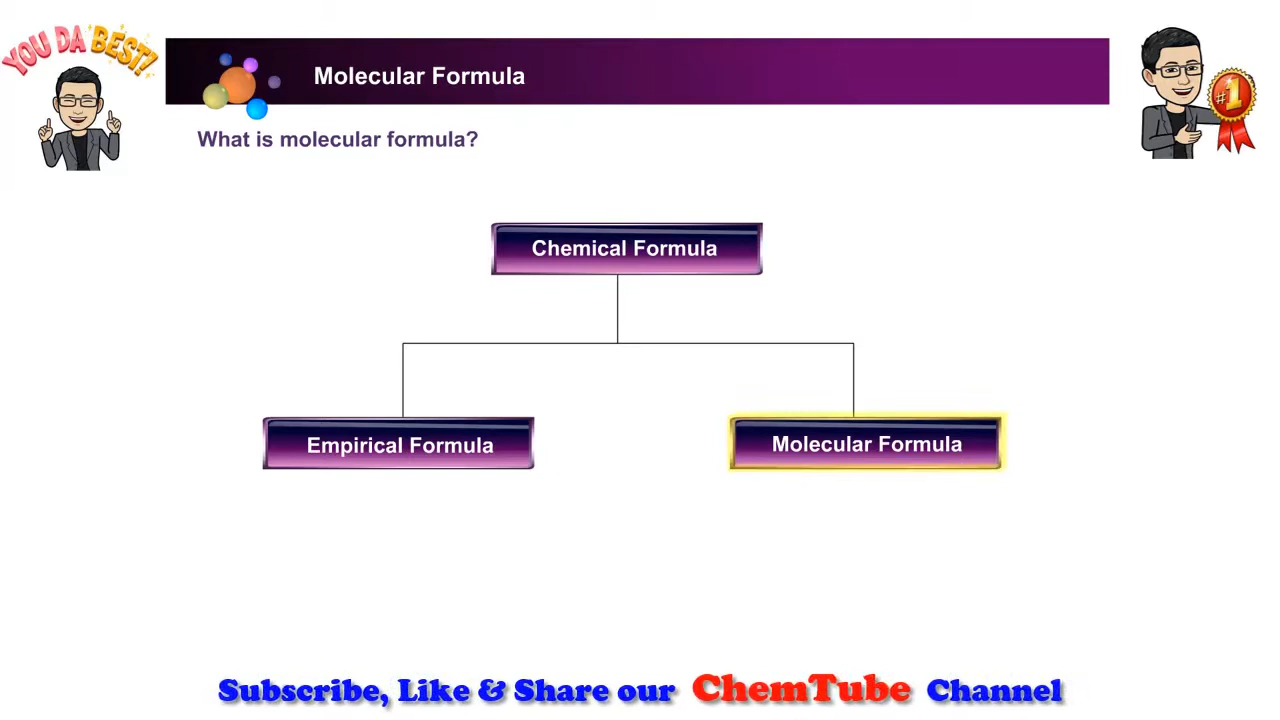 YOU DA BEST!
Molecular Formula
#1
What is molecular formula?
Chemical Formula
Empirical Formula
Molecular Formula
Subscribe, Like & Share our ChemTube Channel